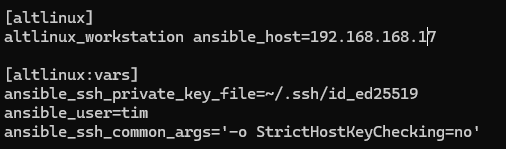 [altlinux]
altlinux_workstation ansible_host=192.168.168.17
[altlinux:vars]
ansible_ssh_private_key_file=~/.ssh/id_ed25519
ansible_user=tim
ansible_ssh_common_args='-o StrictHostKeyChecking=no'